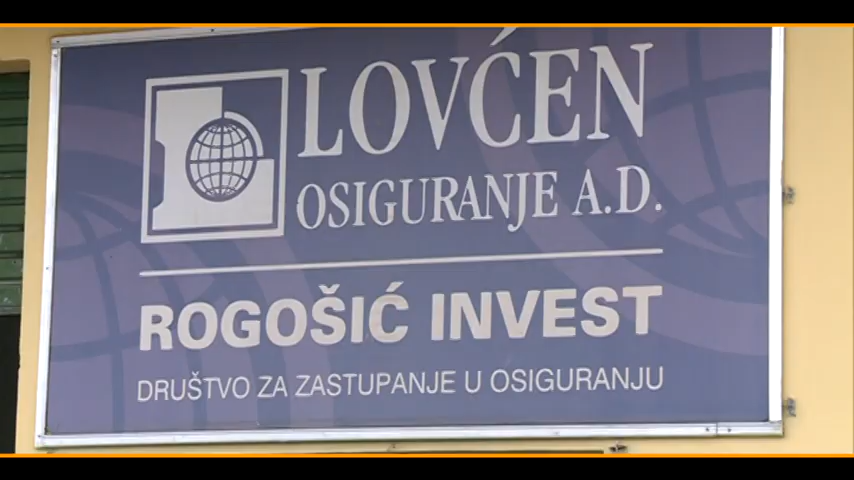 LOVĆEN
OSIGURANJE A.D.
ROGOŠIĆ INVEST
DRUŠTVO ZA ZASTUPANJE U OSIGURANJU